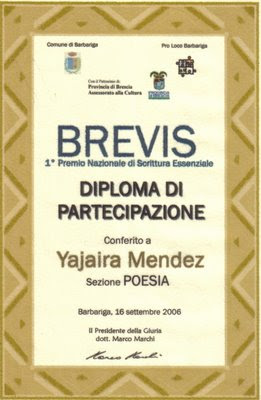 Comune di Barbariga
Pro Loco Barbariga
Con il Patrocinio di:
Provincia di Brescia
Assessorato alla Cultura
BREVIS
1° Premio Nazionale di Scrittura Essenziale
DIPLOMA DI
PARTECIPAZIONE
Conferito a
Yajaira Mendez
Sezione POESIA
Barbariga, 16 settembre 2006
Il Presidente della Giuria
dott. Marco Marchi
Marco Marchi